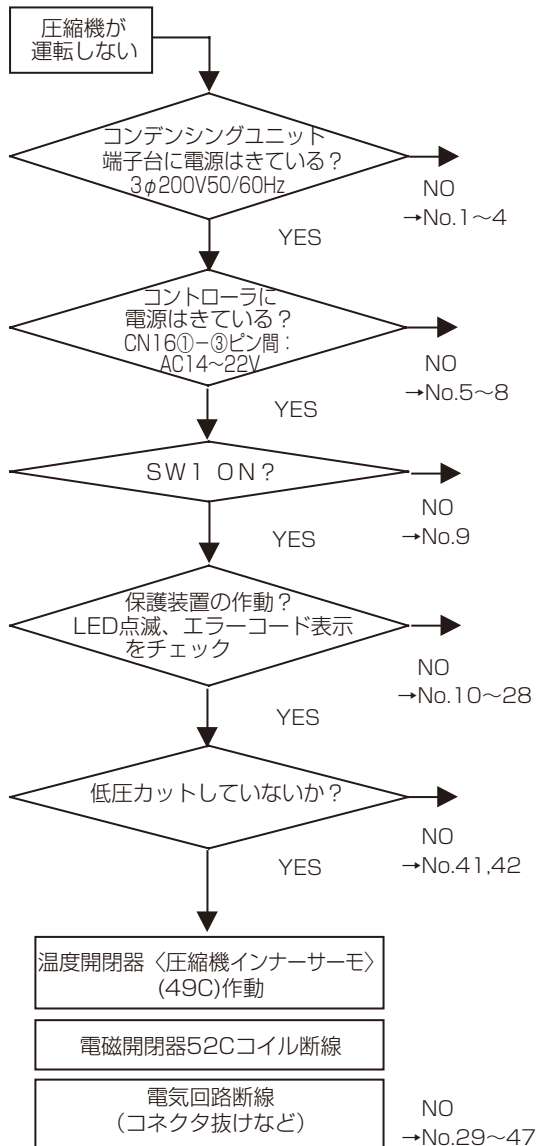 圧縮機が
運転しない
コンデンシングユニット
端子台に電源はきている？
3φ200V50/60Hz
NO
→No.1～4
YES
コントローラに
電源はきている？
CN16①－③ピン間：
AC14～22V
NO
→No.5～8
YES
SW1 ON？
NO
→No.9
YES
保護装置の作動？
LED点滅、エラーコード表示
をチェック
NO
→No.10～28
YES
低圧カットしていないか？
NO
→No.41,42
YES
温度開閉器〈圧縮機インナーサーモ〉
(49C)作動
電磁開閉器52Cコイル断線
電気回路断線
（コネクタ抜けなど）
NO
→No.29～47